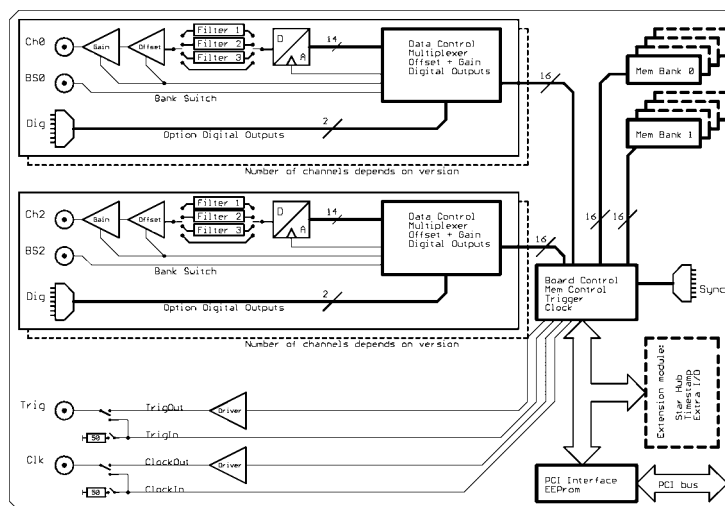 Ch0
Gain
Offset
Filter 1
Filter 2
Filter 3
D
A
14
Data Control
Multiplexer
Offset + Gain
Digital Outputs
16
Mem Bank 0
BS0
Bank Switch
Dig
Option Digital Outputs
2
Mem Bank 1
Number of channels depends on version
Ch2
Gain
Offset
Filter 1
Filter 2
Filter 3
D
A
14
Data Control
Multiplexer
Offset + Gain
Digital Outputs
16
16
16
BS2
Bank Switch
Dig
Option Digital Outputs
2
Board Control
Mem Control
Trigger
Clock
Sync
Number of channels depends on version
Extension module:
Star Hub
Timestamp
Extra I/O
Trig
TrigOut
Driver
50
TrigIn
Clk
ClockOut
Driver
50
ClockIn
PCI Interface
EEProm
PCI bus